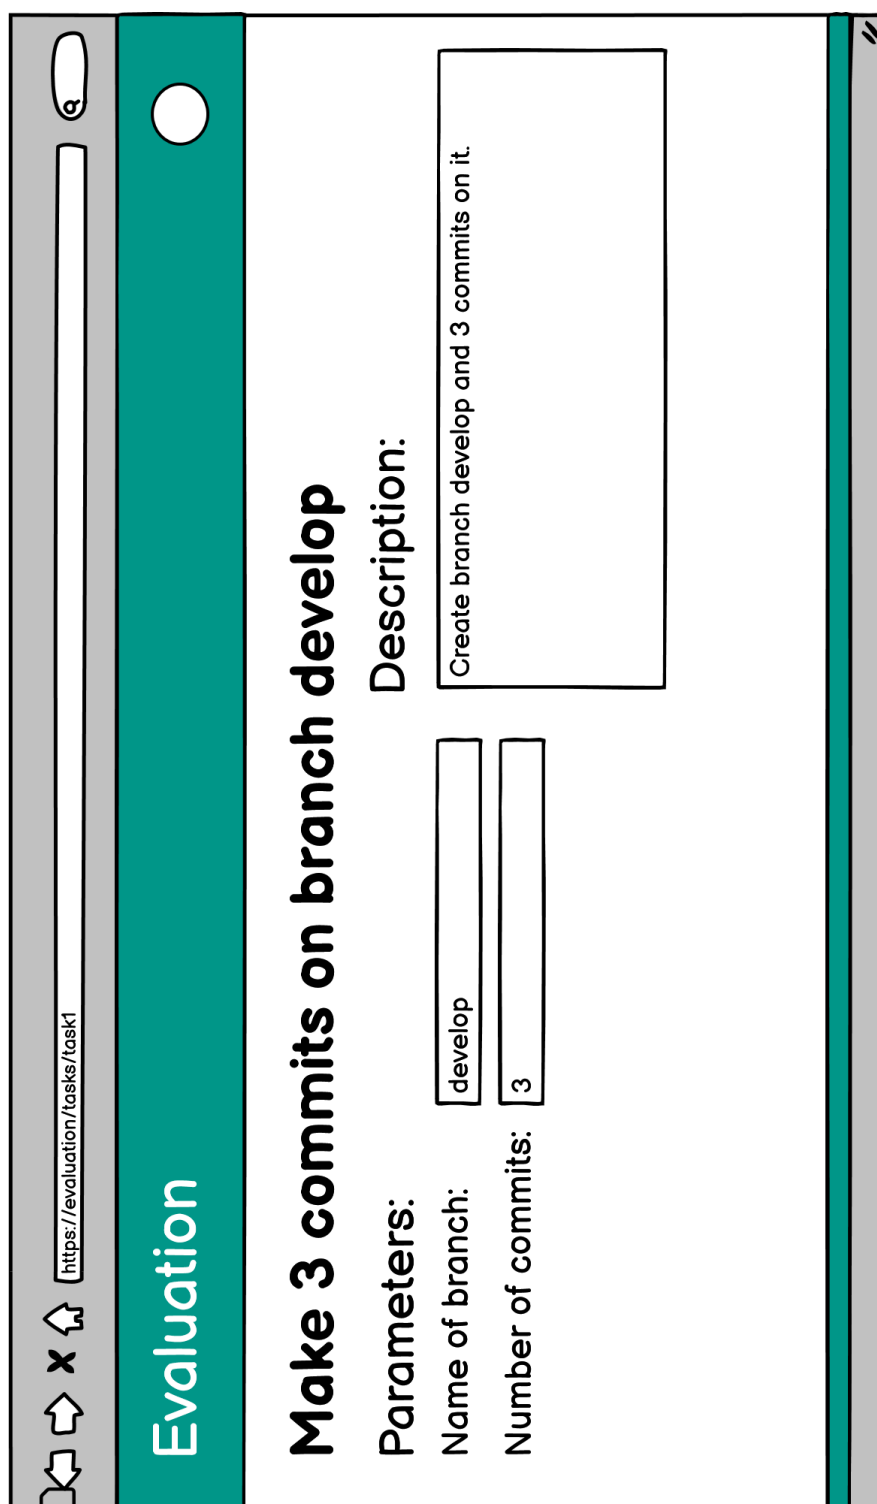 https://evaluation/tasks/task1
Evaluation
Make 3 commits on branch develop
Parameters:
Name of branch: develop
Number of commits: 3
Description:
Create branch develop and 3 commits on it.